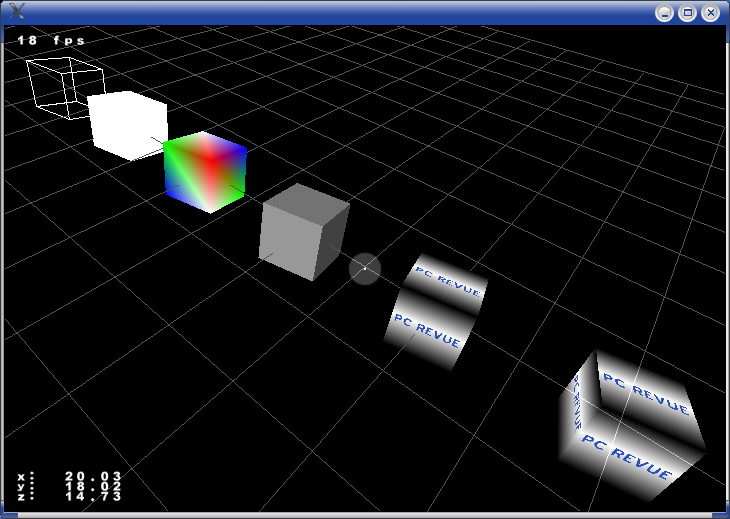 18 fps
PC REVUE
PC REVUE
PC REVUE
PC REVUE
PC REVUE
x: 20.03
y: 18.02
z: 14.73